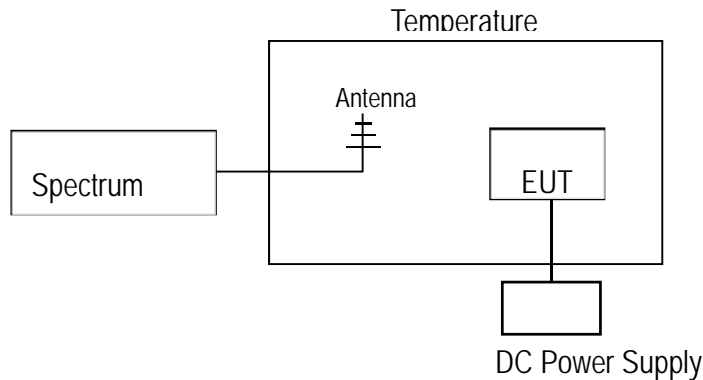 Temperature
Antenna
Spectrum
EUT
DC Power Supply